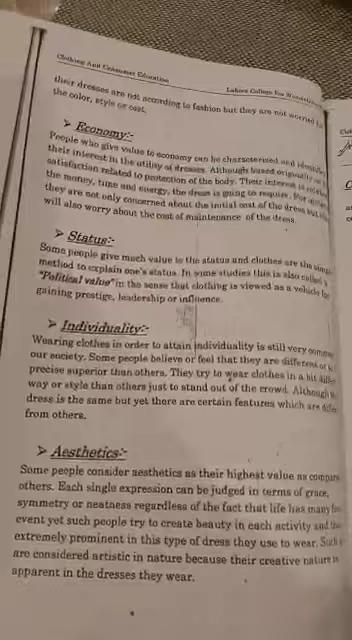 Clothing And Consumer Education
Lahore College For
their dresses are not according to fashion but they are not worried
the color, style or cost.
➤ Economy:-
People who give value to economy can be characterised and
their interest in the utility of dresses. Although based
satisfaction related to protection of the body. Their interest is
the money, time and energy, the dress is going to require. For
they are not only concerned about the initial cost of the dress but
will also worry about the cost of maintenance of the dress.
➤ Status:-
Some people give much value to the status and clothes are the
method to explain one's status. In some studies this is also called
"Political value" in the sense that clothing is viewed as a vehicle for
gaining prestige, leadership or influence.
➤ Individuality:-
Wearing clothes in order to attain individuality is still very
our society. Some people believe or feel that they are different or
precise superior than others. They try to wear clothes in a bit
way or style than others just to stand out of the crowd. Although
dress is the same but yet there are certain features which are
from others.
➤ Aesthetics:-
Some people consider aesthetics as their highest value as
others. Each single expression can be judged in terms of grace,
symmetry or neatness regardless of the fact that life has many
event yet such people try to create beauty in each activity and
extremely prominent in this type of dress they use to wear.
are considered artistic in nature because their creative nature is
apparent in the dresses they wear.